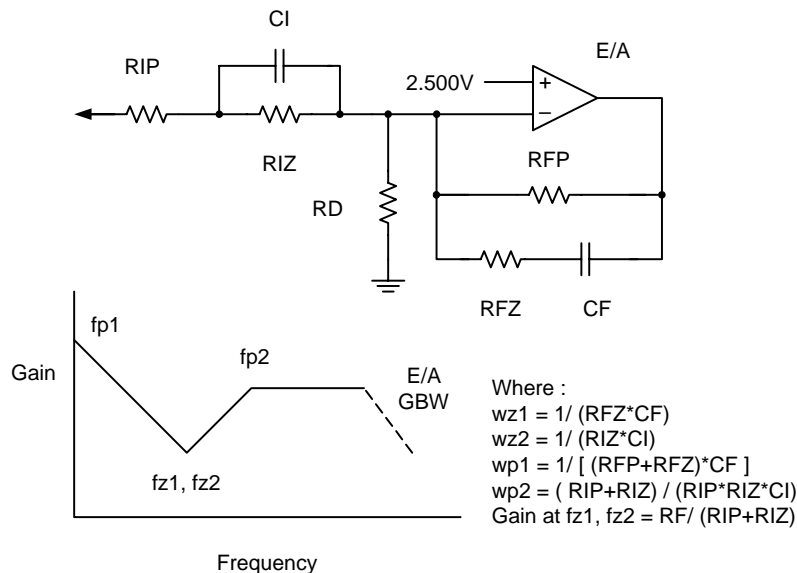 CI
RIP
E/A
2.500V
+
−
RIZ
RFP
RD
RFZ
CF
fp1
fp2
Gain
E/A
GBW
fz1, fz2
Frequency
Where :
wz1 = 1/ (RFZ*CF)
wz2 = 1/ (RIZ*CI)
wp1 = 1/ [ (RFP+RFZ)*CF ]
wp2 = ( RIP+RIZ) / (RIP*RIZ*CI)
Gain at fz1, fz2 = RF/ (RIP+RIZ)